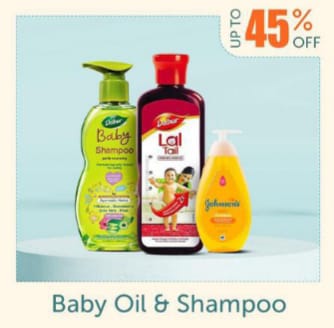 UP TO
45%
OFF
Dabur
Baby
Shampoo
Dabur
Lal
Tail
Johnson's
Baby Oil & Shampoo